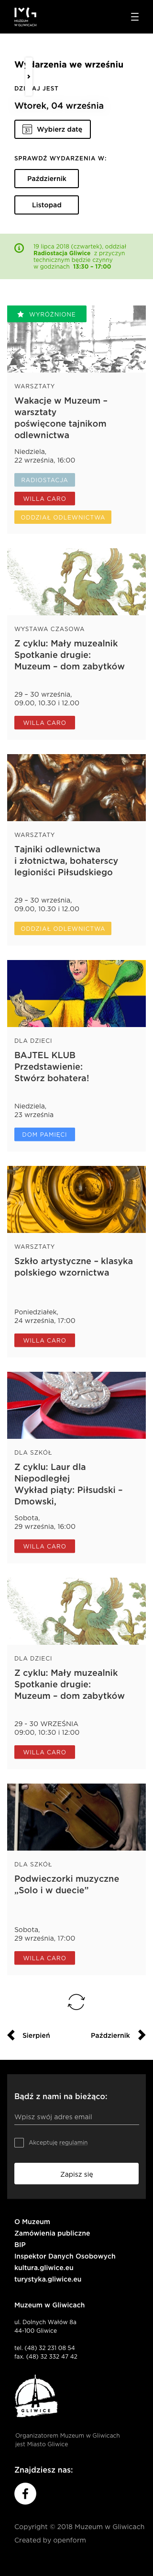 MUZEUM
W GLIWICACH
Wydarzenia we wrześniu
DZI AJ JEST
Wtorek, 04 września
Wybierz datę
SPRAWDŹ WYDARZENIA W:
Październik
Listopad
19 lipca 2018 (czwartek), oddział
Radiostacja Gliwice z przyczyn
technicznym będzie czynny
w godzinach 13:30 – 17:00
WYRÓŻNIONE
WARSZTATY
Wakacje w Muzeum –
warsztaty
poświęcone tajnikom
odlewnictwa
Niedziela,
22 września, 16:00
RADIOSTACJA
WILLA CARO
ODDZIAŁ ODLEWNICTWA
WYSTAWA CZASOWA
Z cyklu: Mały muzealnik
Spotkanie drugie:
Muzeum – dom zabytków
29 – 30 września,
09.00, 10.30 i 12.00
WILLA CARO
WARSZTATY
Tajniki odlewnictwa
i złotnictwa, bohaterscy
legioniści Piłsudskiego
29 – 30 września,
09.00, 10.30 i 12.00
ODDZIAŁ ODLEWNICTWA
DLA DZIECI
BAJTEL KLUB
Przedstawienie:
Stwórz bohatera!
Niedziela,
23 września
DOM PAMIĘCI
WARSZTATY
Szkło artystyczne – klasyka
polskiego wzornictwa
Poniedziałek,
24 września, 17:00
WILLA CARO
DLA SZKÓŁ
Z cyklu: Laur dla
Niepodległej
Wykład piąty: Piłsudski –
Dmowski,
Sobota,
29 września, 16:00
WILLA CARO
DLA DZIECI
Z cyklu: Mały muzealnik
Spotkanie drugie:
Muzeum – dom zabytków
29 - 30 WRZEŚNIA
09:00, 10:30 i 12:00
WILLA CARO
DLA SZKÓŁ
Podwieczorki muzyczne
„Solo i w duecie”
Sobota,
29 września, 17:00
WILLA CARO
Sierpień
Październik
Bądź z nami na bieżąco:
Wpisz swój adres email
Akceptuję regulamin
Zapisz się
O Muzeum
Zamówienia publiczne
BIP
Inspektor Danych Osobowych
kultura.gliwice.eu
turystyka.gliwice.eu
Muzeum w Gliwicach
ul. Dolnych Wałów 8a
44-100 Gliwice
tel. (48) 32 231 08 54
fax. (48) 32 332 47 42
GLIWICE
Organizatorem Muzeum w Gliwicach
jest Miasto Gliwice
Znajdziesz nas:
Copyright © 2018 Muzeum w Gliwicach
Created by openform